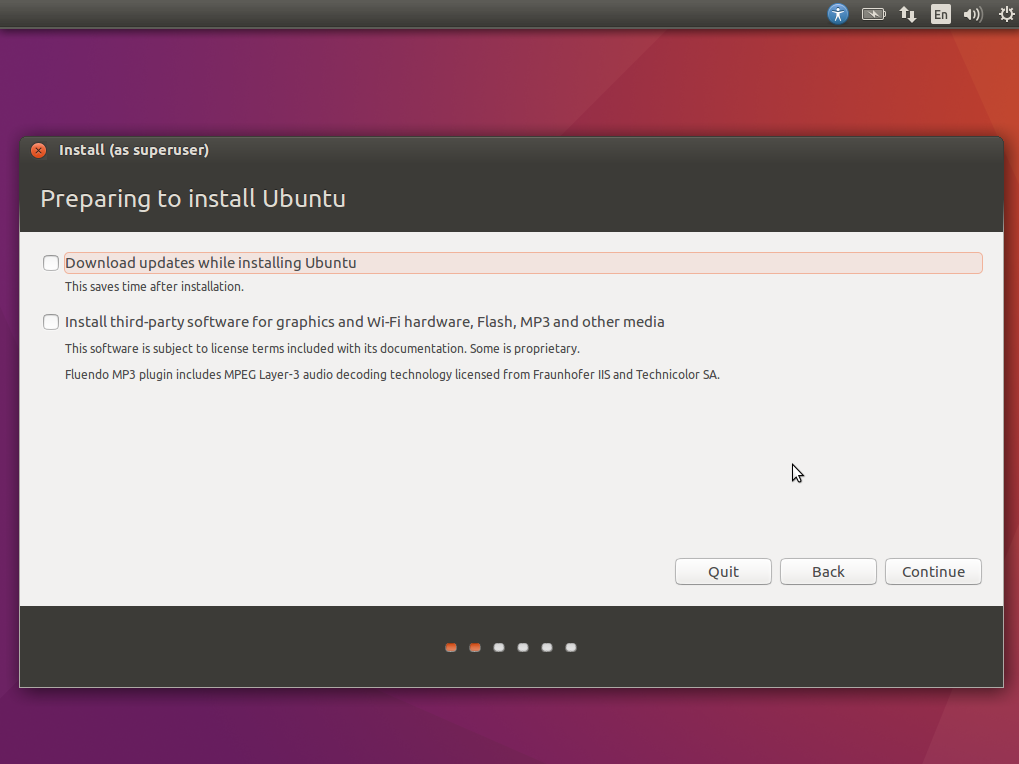 En
Install (as superuser)
Preparing to install Ubuntu
Download updates while installing Ubuntu
This saves time after installation.
Install third-party software for graphics and Wi-Fi hardware, Flash, MP3 and other media
This software is subject to license terms included with its documentation. Some is proprietary.
Fluendo MP3 plugin includes MPEG Layer-3 audio decoding technology licensed from Fraunhofer IIS and Technicolor SA.
Quit Back Continue